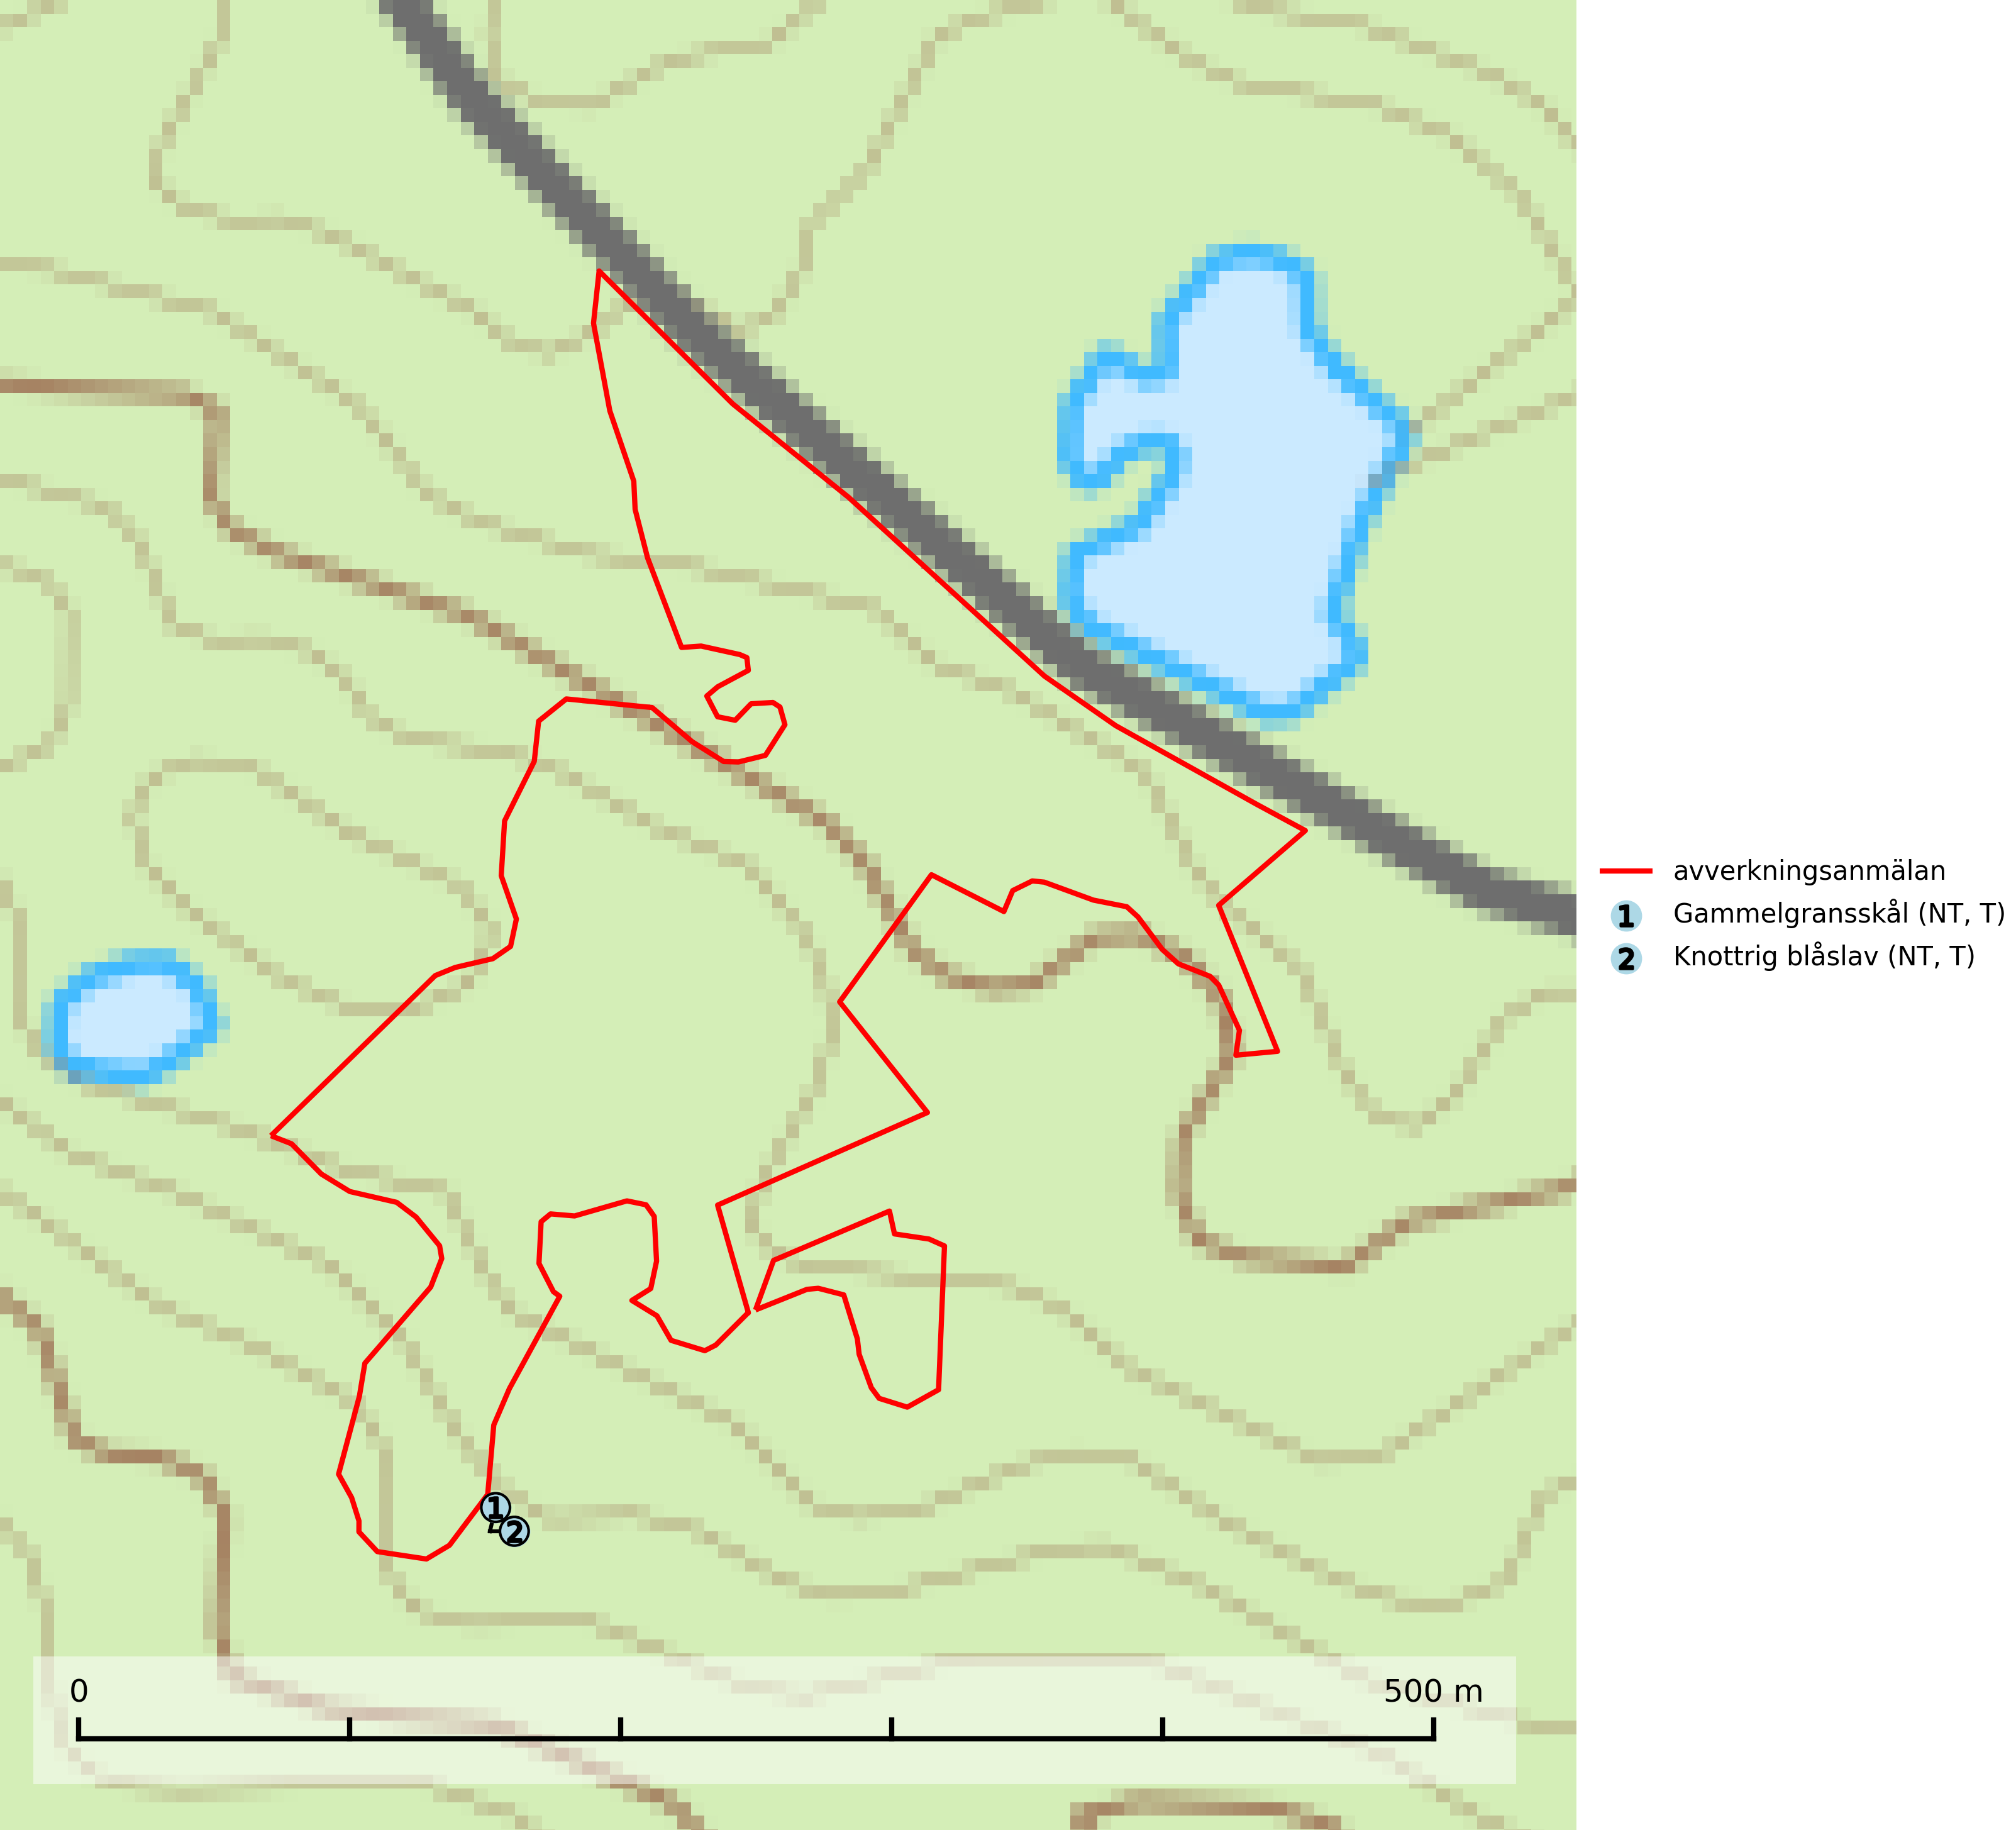 avverkningsanmälan
1 Gammelgransskål (NT, T)
2 Knottrig blåslav (NT, T)
1
2
0 500 m